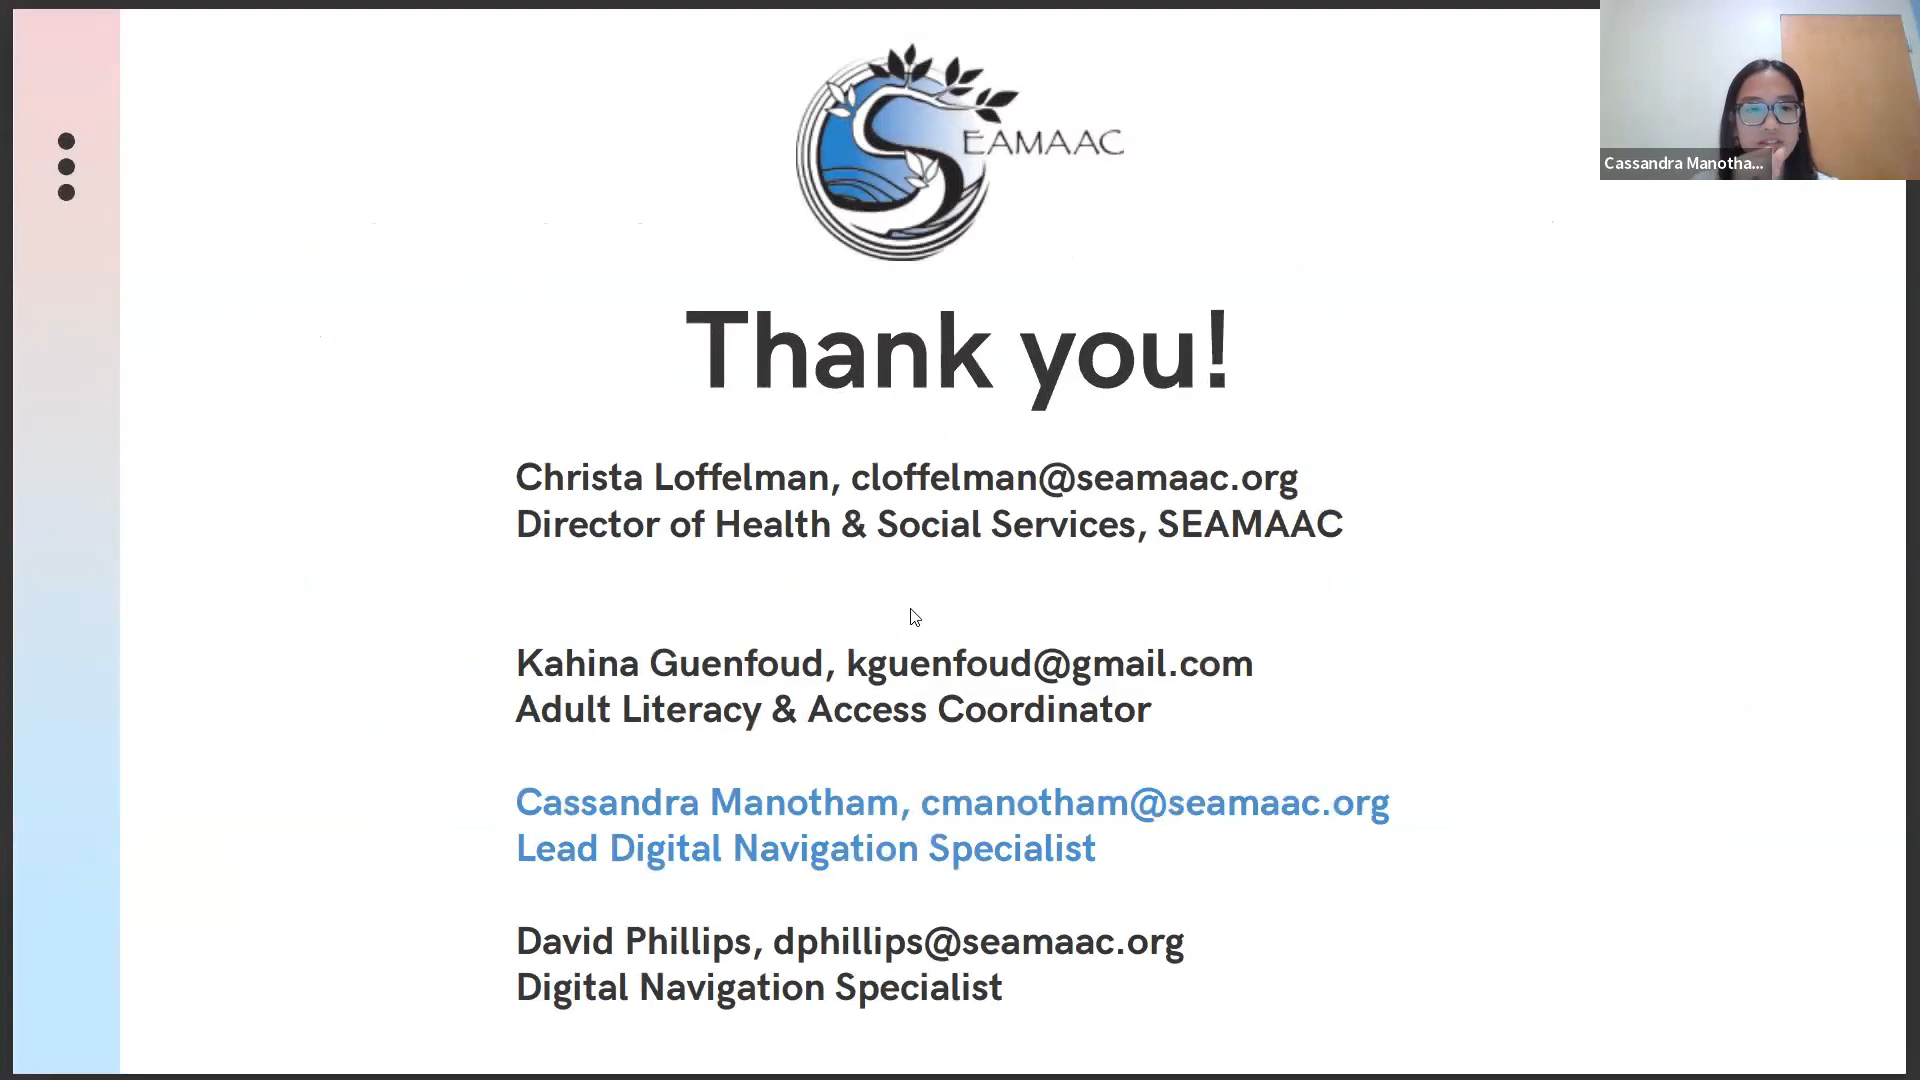 SEAMAAC
Cassandra Manotha...
Thank you!
Christa Loffelman, cloffelman@seamaac.org
Director of Health & Social Services, SEAMAAC
Kahina Guenfoud, kguenfoud@gmail.com
Adult Literacy & Access Coordinator
Cassandra Manotham, cmanotham@seamaac.org
Lead Digital Navigation Specialist
David Phillips, dphillips@seamaac.org
Digital Navigation Specialist